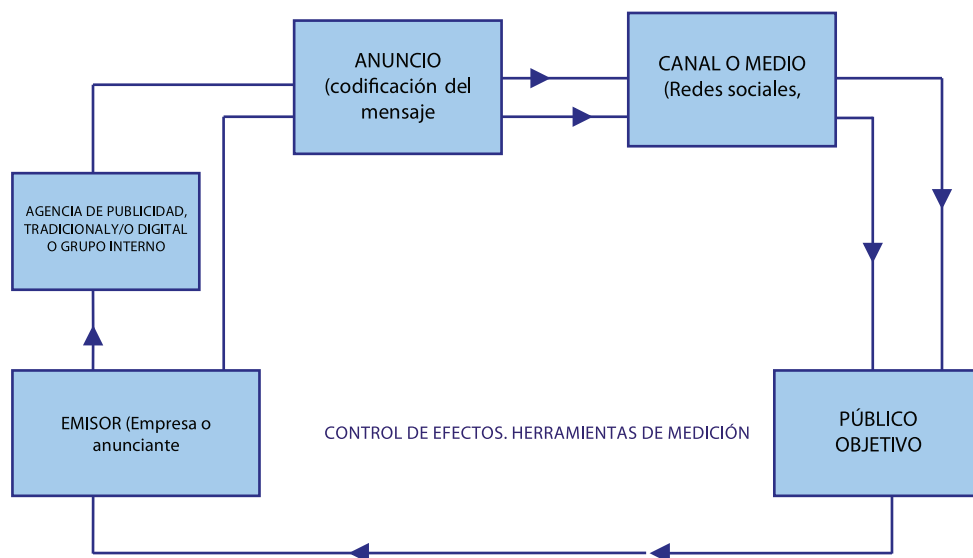 ANUNCIO
(codificación del
mensaje
CANAL O MEDIO
(Redes sociales,
AGENCIA DE PUBLICIDAD,
TRADICIONALY/O DIGITAL
O GRUPO INTERNO
EMISOR (Empresa o
anunciante
CONTROL DE EFECTOS. HERRAMIENTAS DE MEDICIÓN
PÚBLICO
OBJETIVO